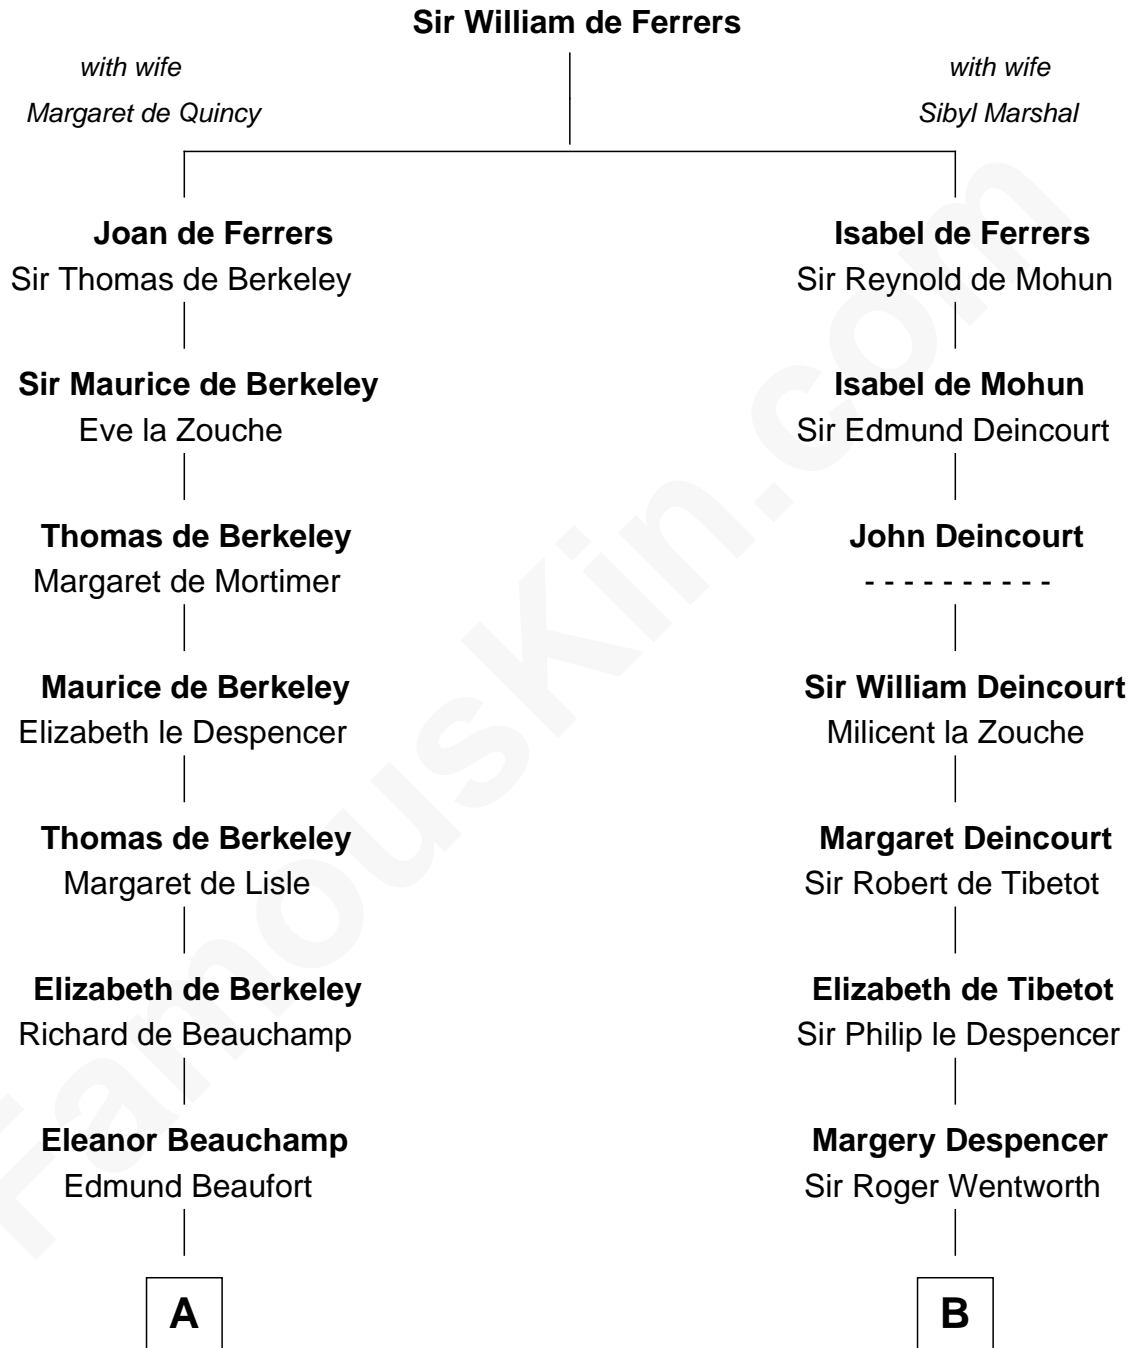 Sir William de Ferrers
with wife
Margaret de Quincy
with wife
Sibyl Marshal
Joan de Ferrers
Sir Thomas de Berkeley
Isabel de Ferrers
Sir Reynold de Mohun
Sir Maurice de Berkeley
Eve la Zouche
Isabel de Mohun
Sir Edmund Deincourt
Thomas de Berkeley
Margaret de Mortimer
John Deincourt
- - - - - - - - - -
Maurice de Berkeley
Elizabeth le Despencer
Sir William Deincourt
Milicent la Zouche
Thomas de Berkeley
Margaret de Lisle
Margaret Deincourt
Sir Robert de Tibetot
Elizabeth de Berkeley
Richard de Beauchamp
Elizabeth de Tibetot
Sir Philip le Despencer
Eleanor Beauchamp
Edmund Beaufort
Margery Despencer
Sir Roger Wentworth
A
B
FamousKin.com